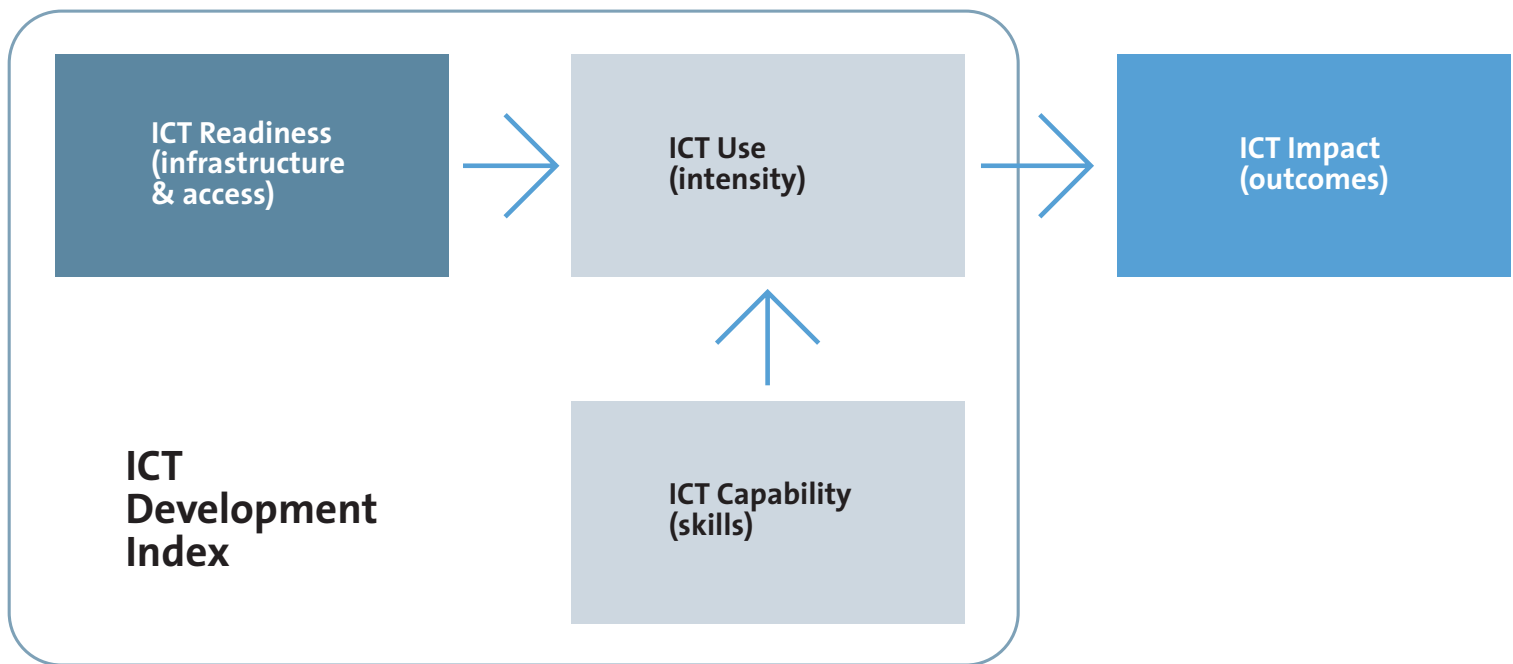 ICT Readiness
(infrastructure
& access)
ICT Use
(intensity)
ICT Impact
(outcomes)
ICT
Development
Index
ICT Capability
(skills)